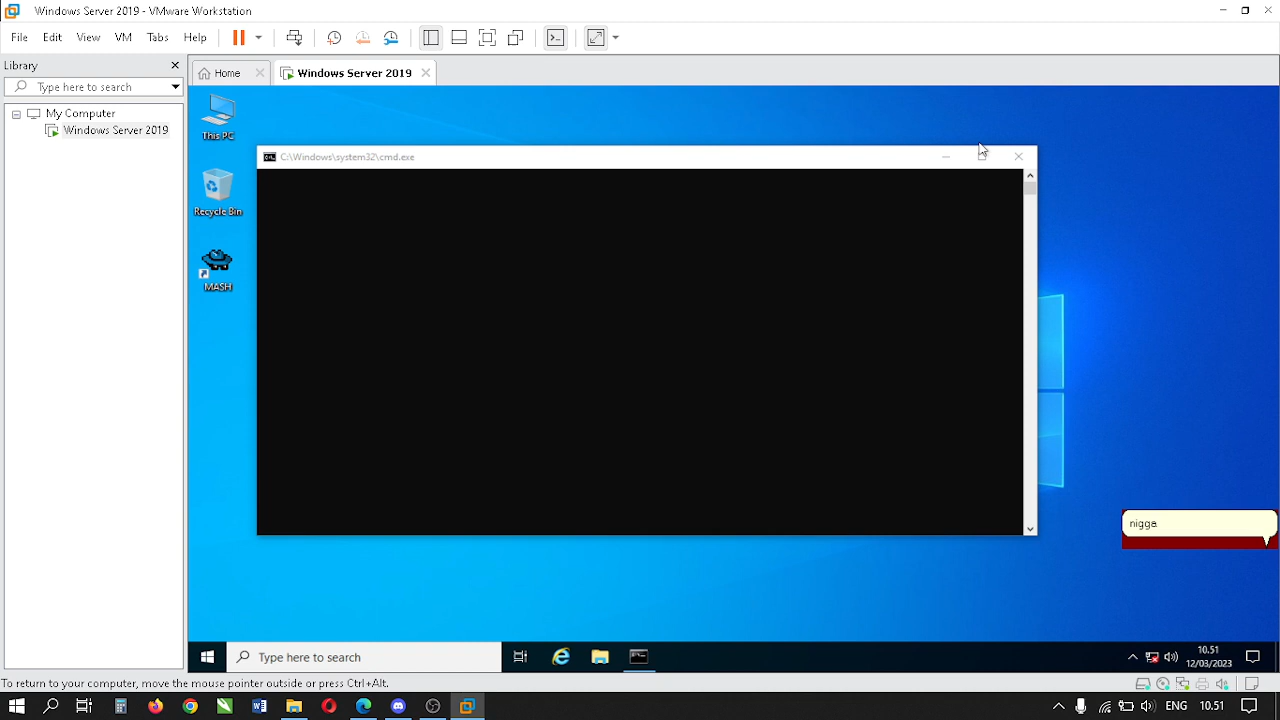 Windows Server 2019 - VMware Workstation
File Edit View VM Tabs Help
Library
Type here to search
My Computer
Windows Server 2019
Home
Windows Server 2019
This PC
Recycle Bin
MASH
C:\Windows\system32\cmd.exe
nigga
Type here to search
10.51
12/03/2023
To return to your computer, move the mouse pointer outside or press Ctrl+Alt.
ENG 10.51